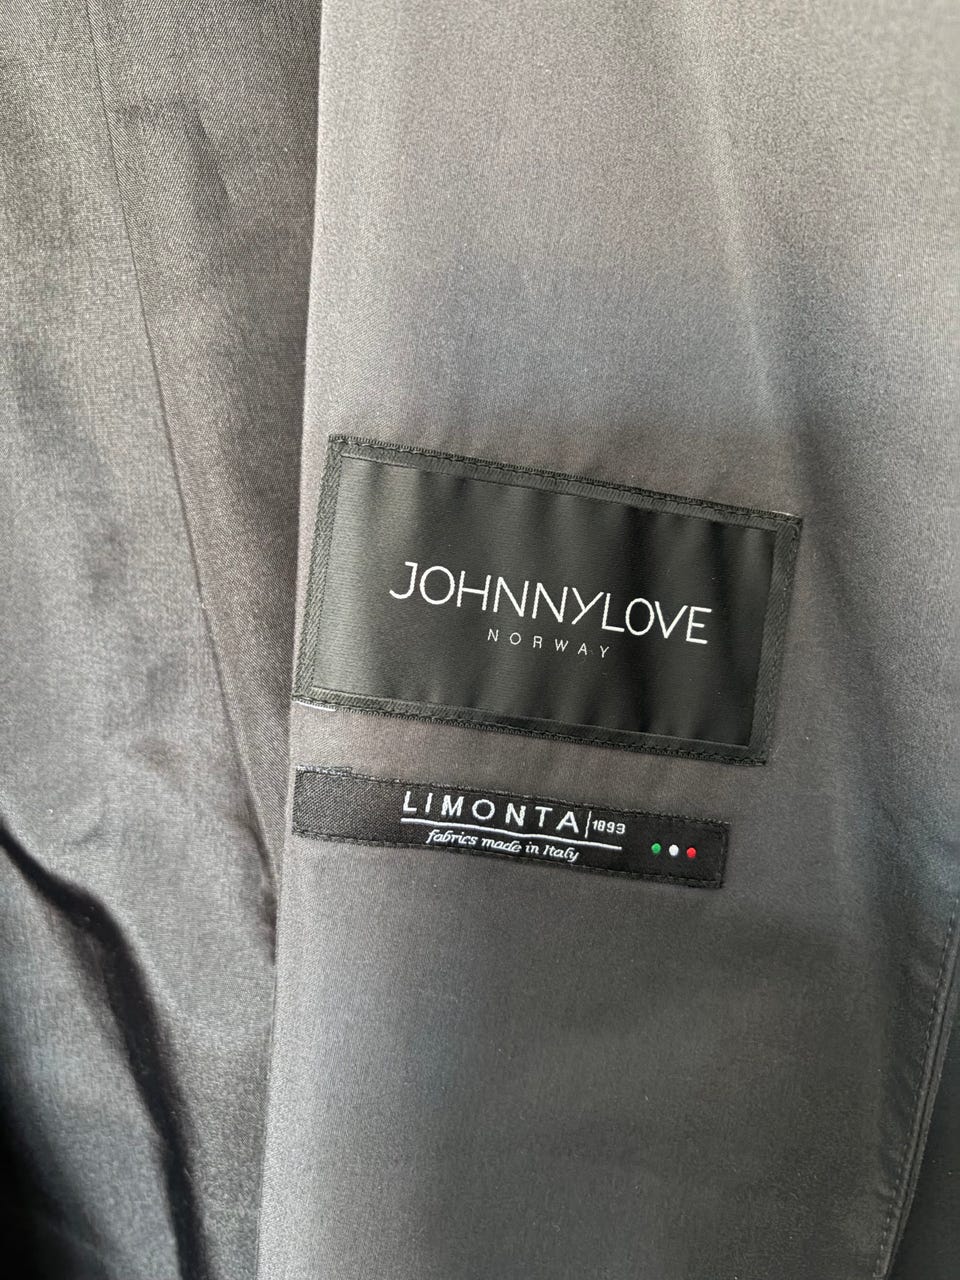 JOHNNYLOVE
NORWAY
LIMONTA|1893
fabrics made in Italy